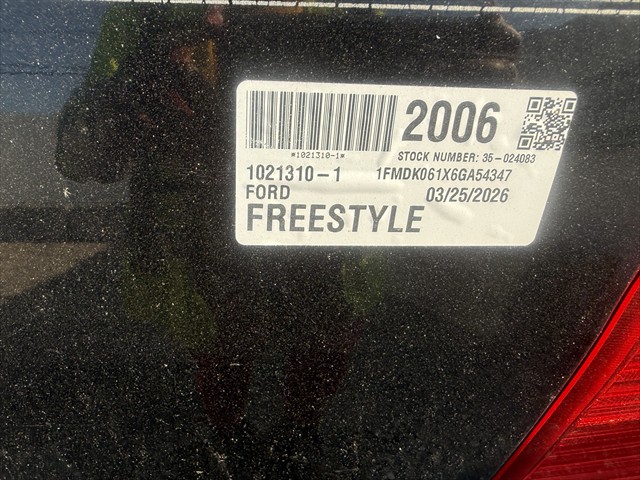 2006
*1021310-1*
STOCK NUMBER: 35-024083
1021310-1 1FMDK061X6GA54347
FORD 03/25/2026
FREESTYLE